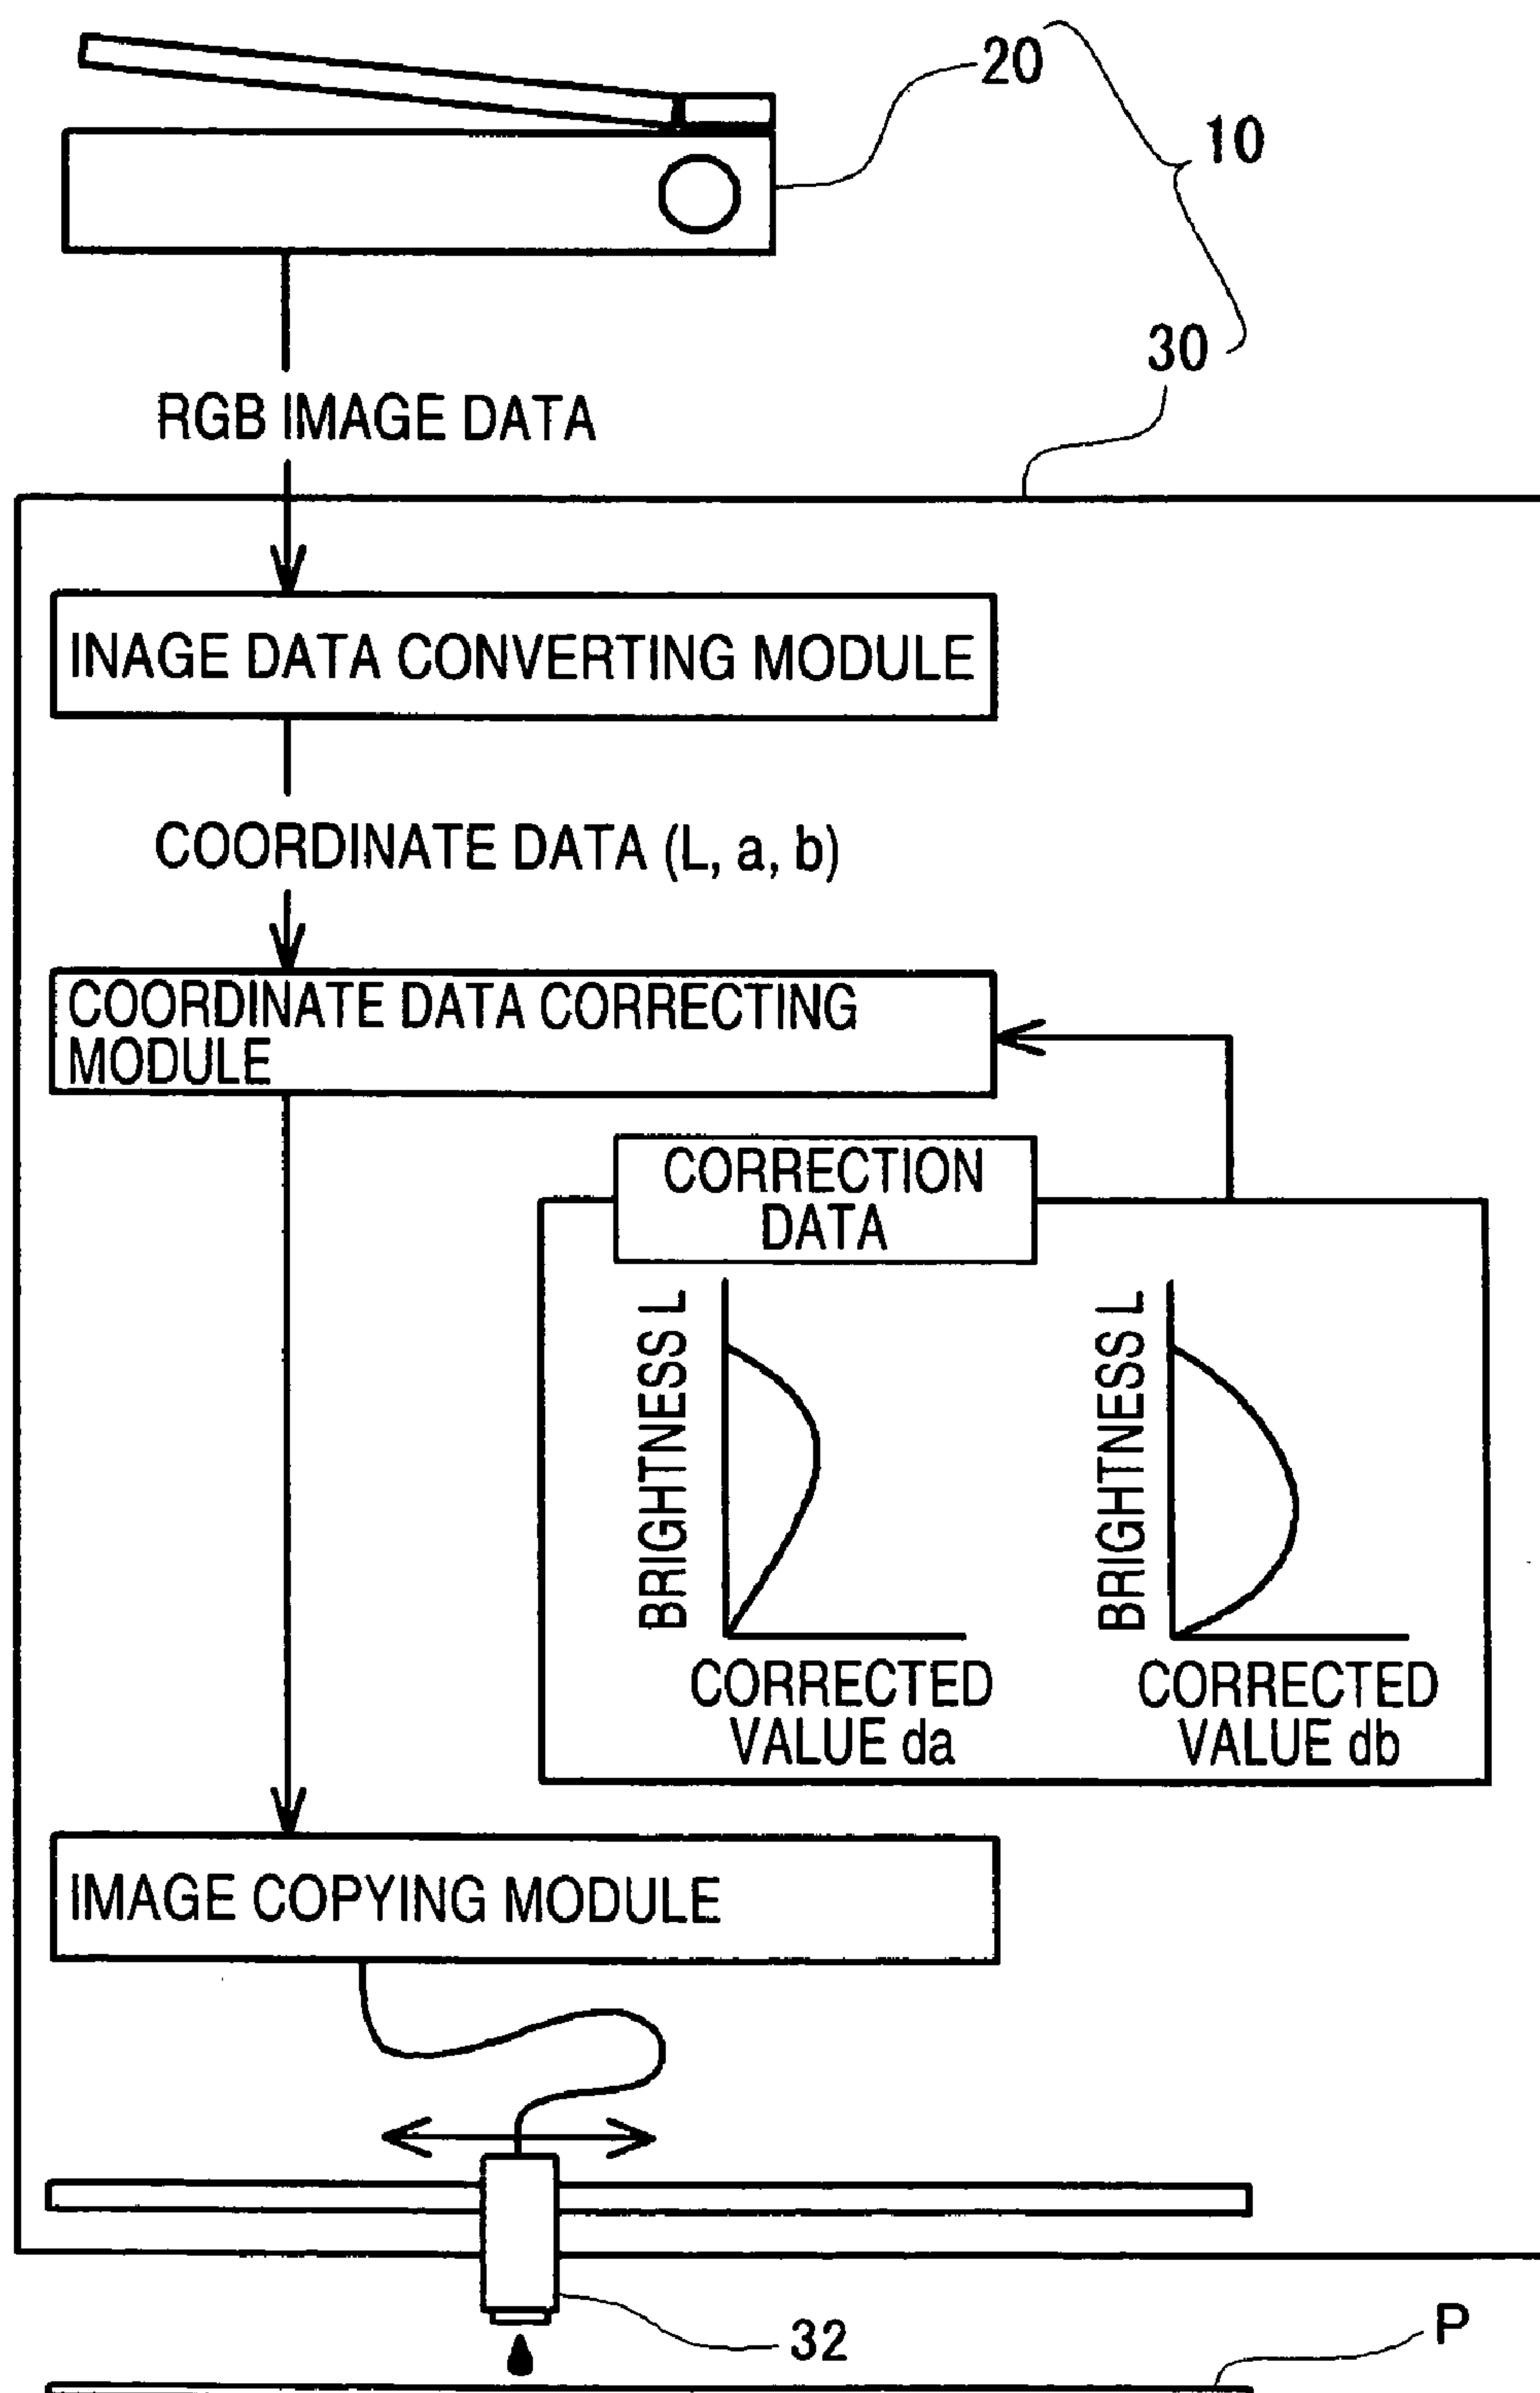 20
10
30
RGB IMAGE DATA
INAGE DATA CONVERTING MODULE
COORDINATE DATA (L, a, b)
COORDINATE DATA CORRECTING
MODULE
CORRECTION
DATA
BRIGHTNESS L
CORRECTED
VALUE da
BRIGHTNESS L
CORRECTED
VALUE db
IMAGE COPYING MODULE
32
P